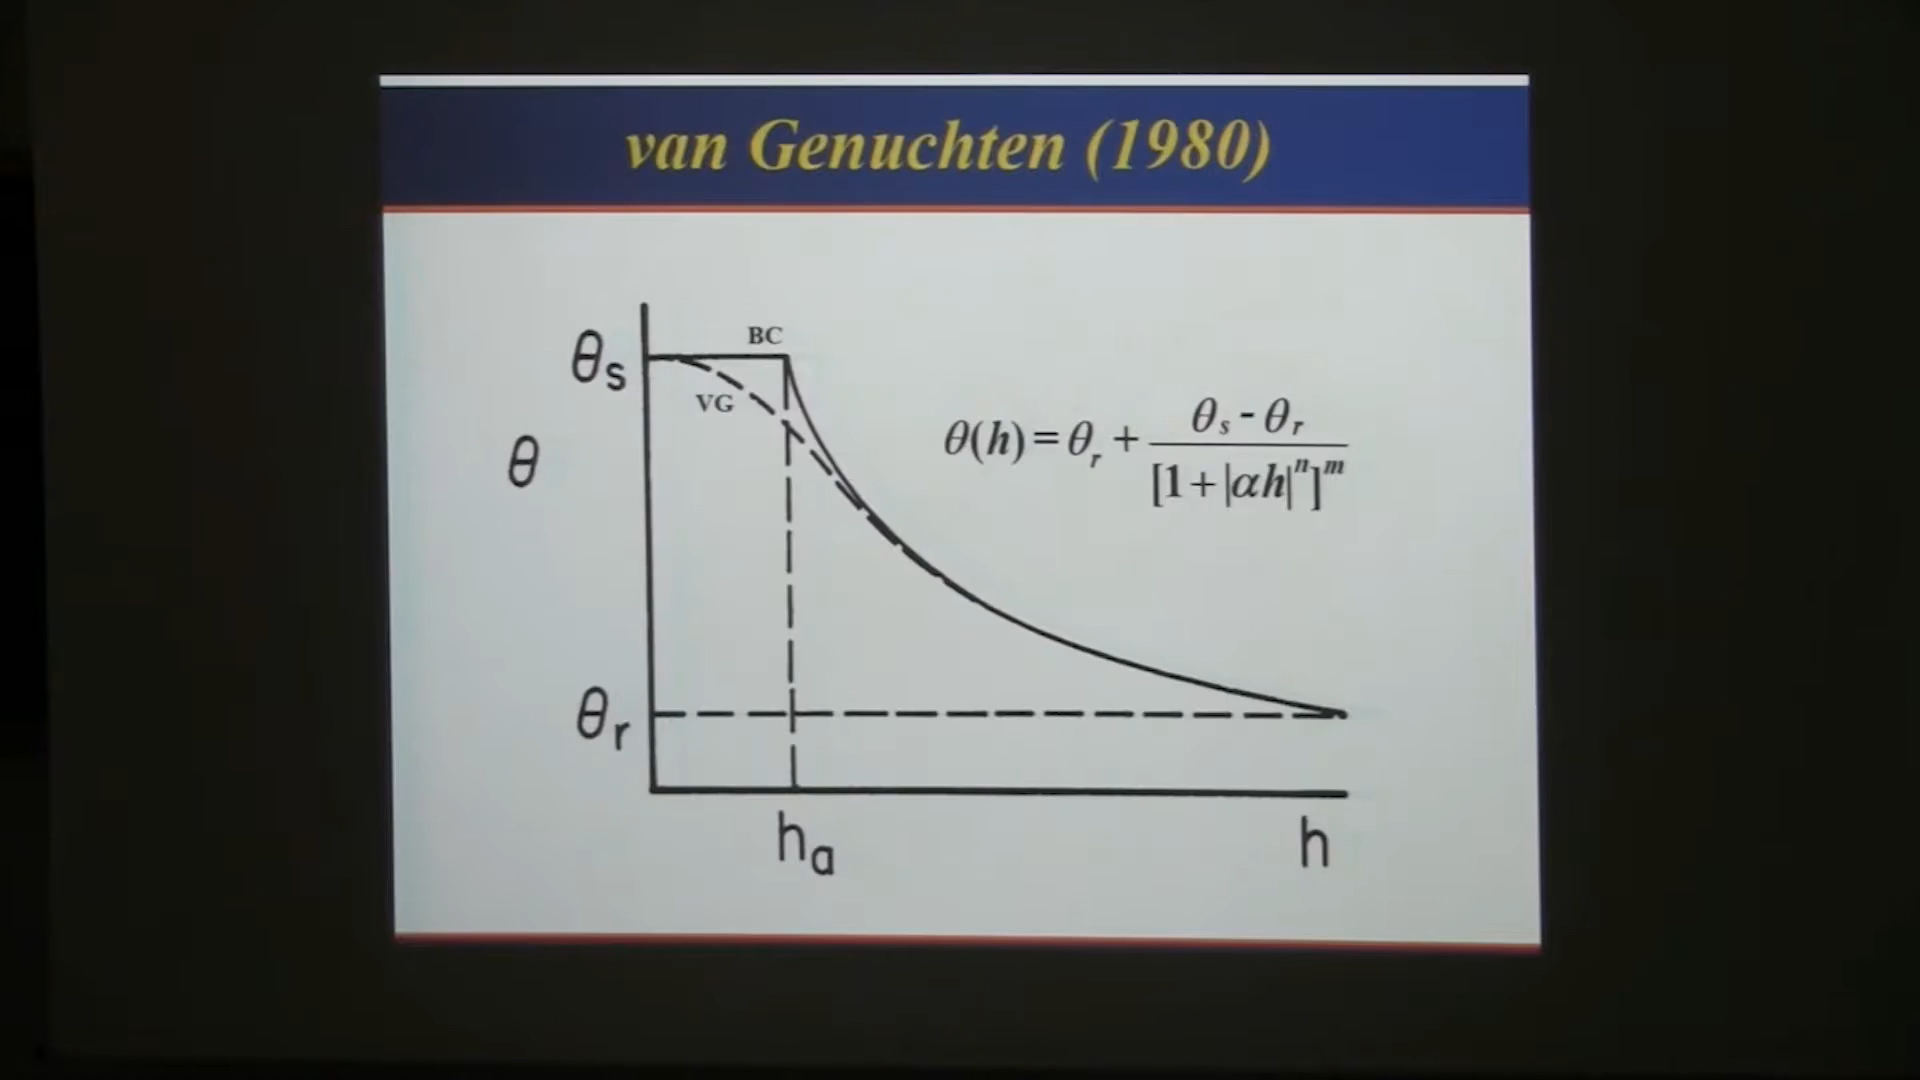 van Genuchten (1980)
BC
θs
VG
θ
θ(h) = θr + (θs - θr) / [1+|αh|ⁿ]ᵐ
θr
ha
h